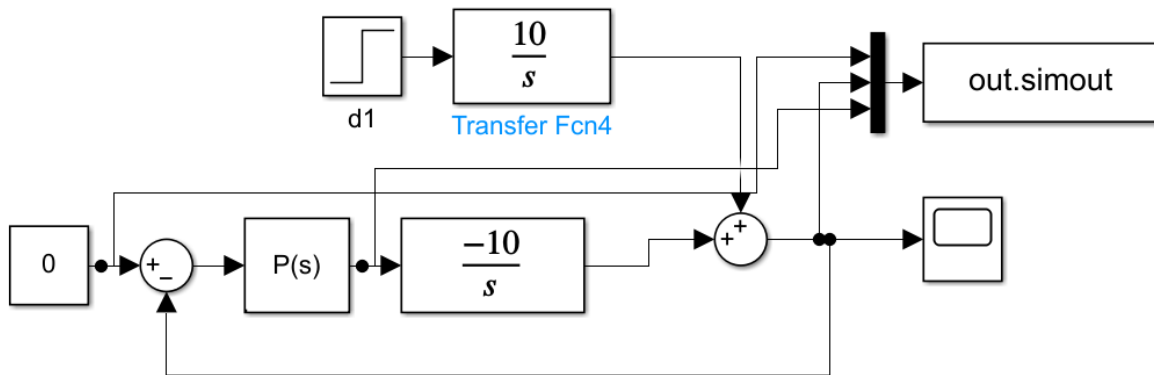 10
s
d1
Transfer Fcn4
out.simout
+
+
0
+
−
P(s)
−10
s